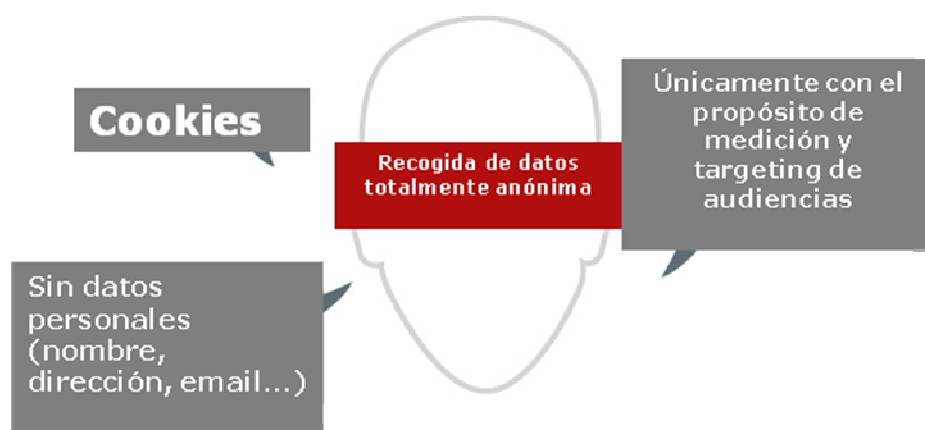 Cookies
Recogida de datos
totalmente anónima
Únicamente con el
propósito de
medición y
targeting de
audiencias
Sin datos
personales
(nombre,
dirección, email...)